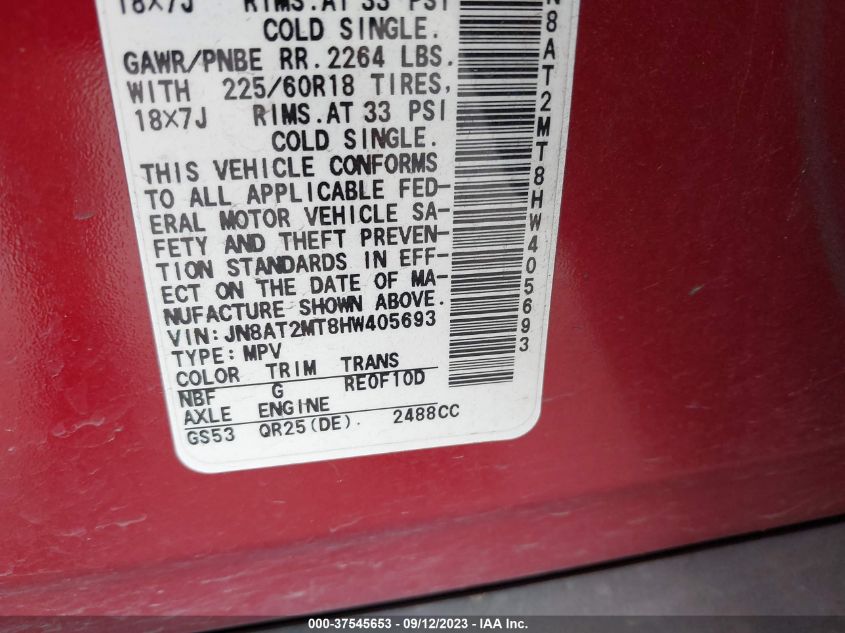 18X7J RIMS.AT 33 PSI
COLD SINGLE.
GAWR/PNBE RR.2264 LBS.
WITH 225/60R18 TIRES,
18X7J RIMS.AT 33 PSI
COLD SINGLE.
THIS VEHICLE CONFORMS
TO ALL APPLICABLE FED-
ERAL MOTOR VEHICLE SA-
FETY AND THEFT PREVEN-
TION STANDARDS IN EFF-
ECT ON THE DATE OF MA-
NUFACTURE SHOWN ABOVE.
VIN: JN8AT2MT8HW405693
TYPE: MPV
COLOR TRIM TRANS
NBF G RE0F10D
AXLE ENGINE
GS53 QR25(DE). 2488CC
N8AT2MT8HW405693
000-37545653 - 09/12/2023 - IAA Inc.